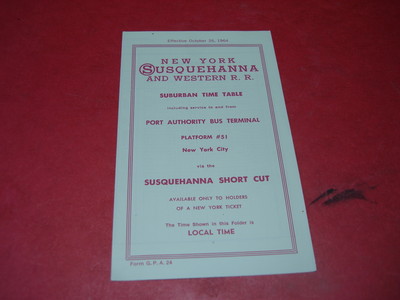 Effective October 30, 1960
NEW YORK
SUSQUEHANNA
AND WESTERN R. R.
SUBURBAN TIME TABLE
including service to and from
PORT AUTHORITY BUS TERMINAL
PLATFORM #51
New York City
via the
SUSQUEHANNA SHORT CUT
AVAILABLE ONLY TO HOLDERS
OF A NEW YORK TICKET
The Time Shown in this Folder is
LOCAL TIME
Form G. P. A. 24